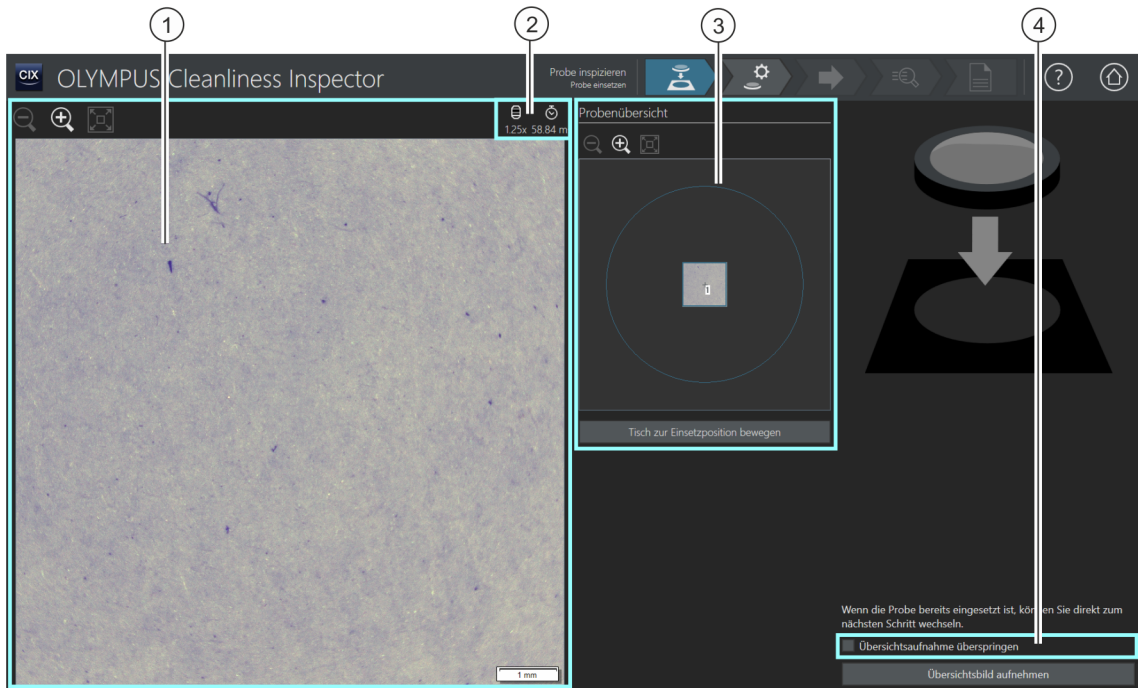 1
2
3
4
CIX
OLYMPUS Cleanliness Inspector
Probe inspizieren
Probe einsetzen
?
1.25x 58.84 m
Probenübersicht
1
Tisch zur Einsetzposition bewegen
Wenn die Probe bereits eingesetzt ist, können Sie direkt zum
nächsten Schritt wechseln.
Übersichtsaufnahme überspringen
Übersichtsbild aufnehmen
1 mm